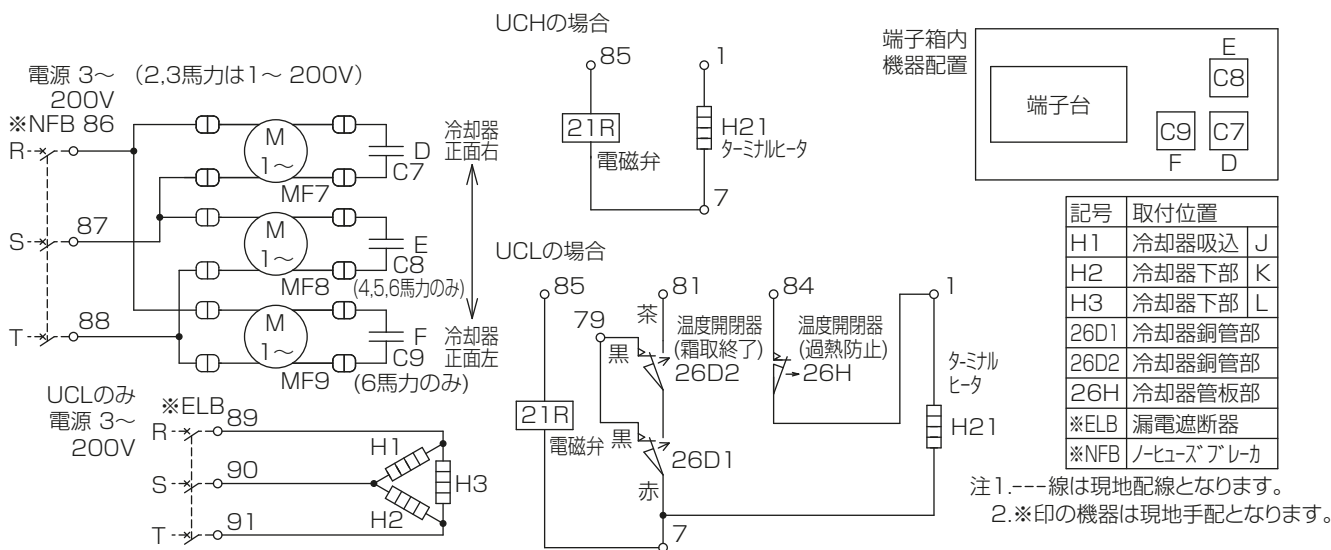 UCHの場合
85
1
21R
電磁弁
H21
ターミナルヒータ
7
端子箱内
機器配置
端子台
E
C8
C9
C7
F
D
電源 3〜 (2,3馬力は1〜 200V)
200V
※NFB 86
R
S
87
T
88
M
1〜
MF7
M
1〜
MF8
M
1〜
MF9
D
C7
E
C8
(4,5,6馬力のみ)
F
C9
(6馬力のみ)
冷却器
正面右
冷却器
正面左
UCLのみ
電源 3〜
200V
※ELB
R
89
S
90
T
91
H1
H2
H3
UCLの場合
85
81
84
1
79
茶
黒
温度開閉器
(霜取終了)
26D2
温度開閉器
(過熱防止)
26H
ターミナル
ヒータ
H21
21R
電磁弁
黒
26D1
赤
7
記号 取付位置
H1 冷却器吸込 J
H2 冷却器下部 K
H3 冷却器下部 L
26D1 冷却器銅管部
26D2 冷却器銅管部
26H 冷却器管板部
※ELB 漏電遮断器
※NFB ノーヒューズブレーカ
注1.---線は現地配線となります。
2.※印の機器は現地手配となります。